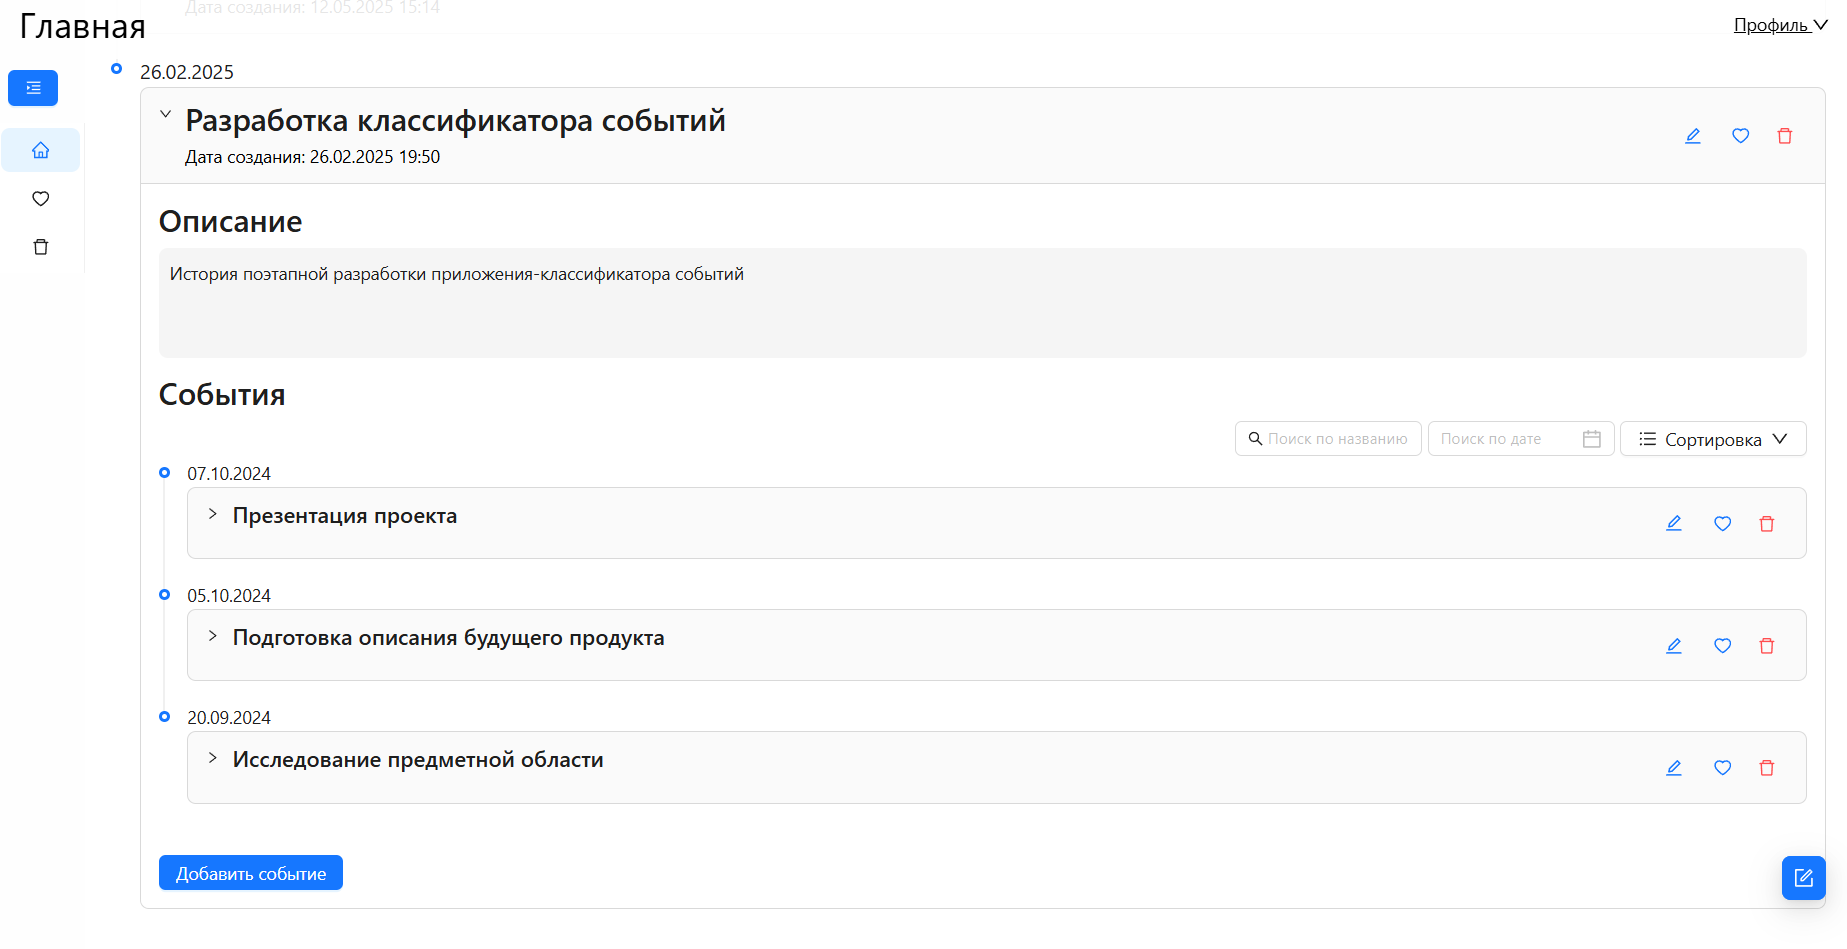 Дата создания: 12.05.2025 15:14
Главная
Профиль
26.02.2025
Разработка классификатора событий
Дата создания: 26.02.2025 19:50
Описание
История поэтапной разработки приложения-классификатора событий
События
Поиск по названию
Поиск по дате
Сортировка
07.10.2024
Презентация проекта
05.10.2024
Подготовка описания будущего продукта
20.09.2024
Исследование предметной области
Добавить событие